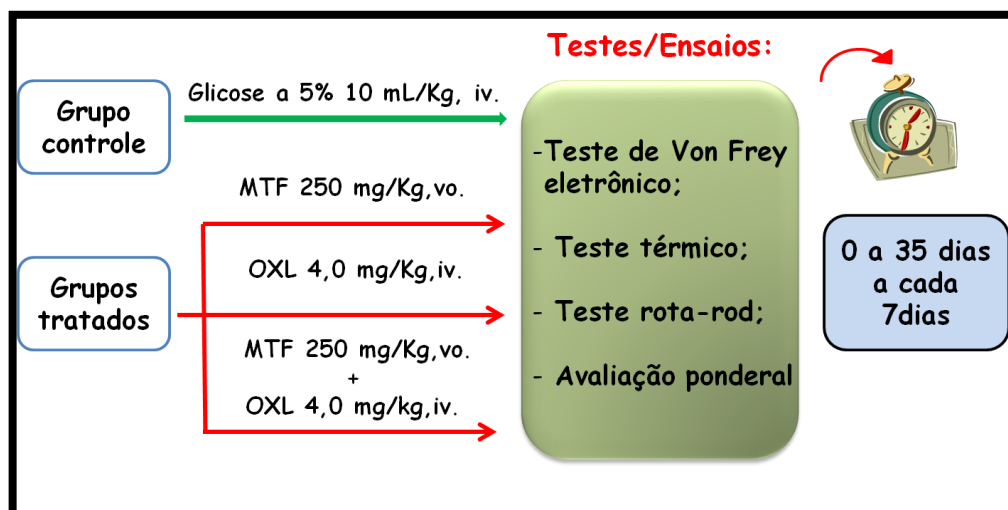 Testes/Ensaios:
Grupo
controle
Glicose a 5% 10 mL/Kg, iv.
-Teste de Von Frey
eletrônico;
- Teste térmico;
- Teste rota-rod;
- Avaliação ponderal
MTF 250 mg/Kg,vo.
OXL 4,0 mg/Kg,iv.
Grupos
tratados
MTF 250 mg/Kg,vo.
+
OXL 4,0 mg/kg,iv.
0 a 35 dias
a cada
7dias